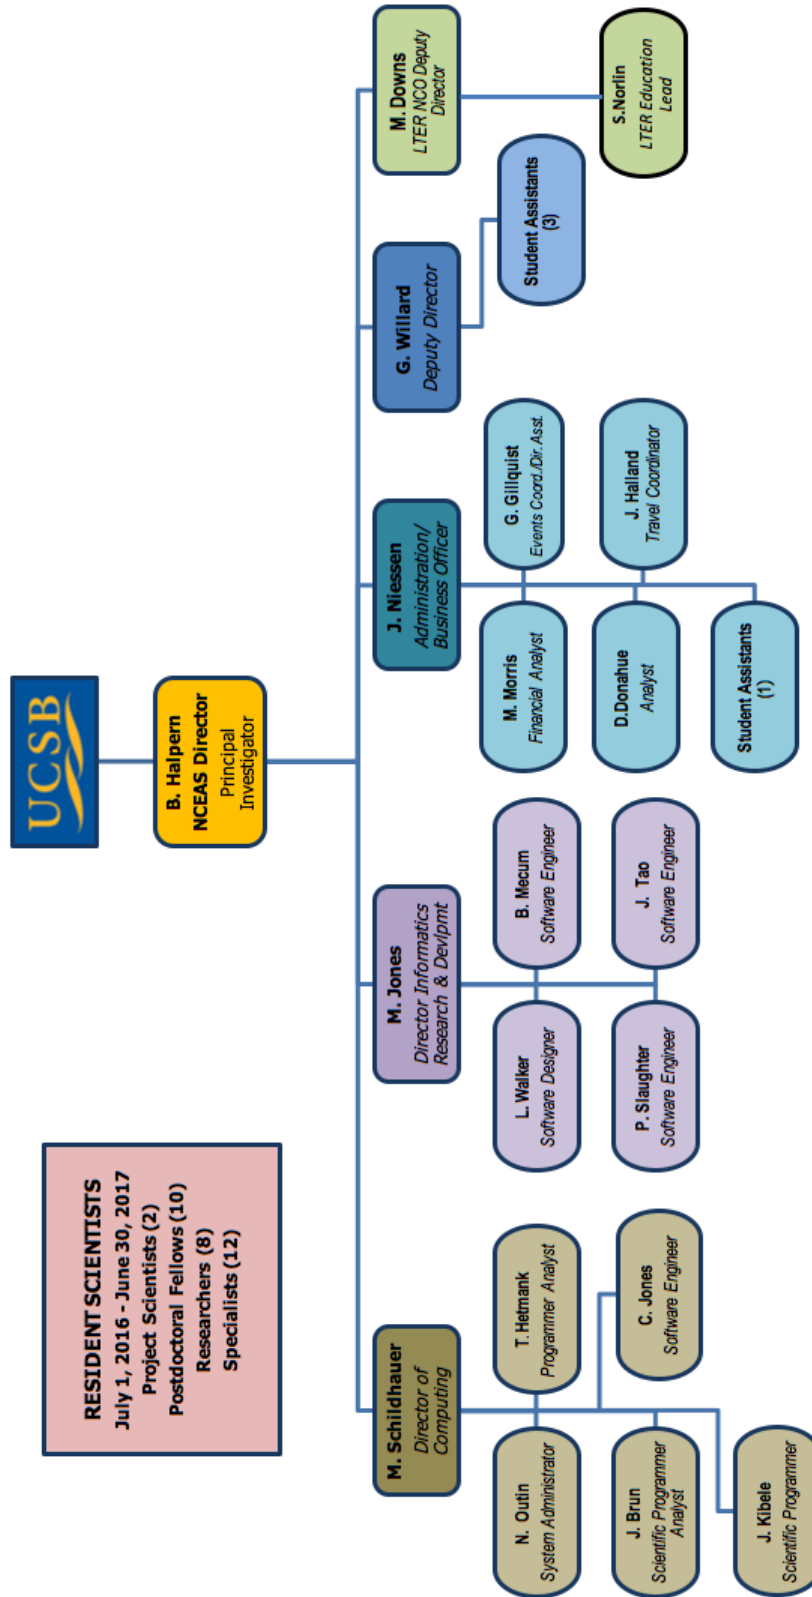 UCSB
B. Halpern
NCEAS Director
Principal
Investigator
RESIDENT SCIENTISTS
July 1, 2016 - June 30, 2017
Project Scientists (2)
Postdoctoral Fellows (10)
Researchers (8)
Specialists (12)
M. Schildhauer
Director of
Computing
N. Outin
System Administrator
T. Hetmank
Programmer Analyst
J. Brun
Scientific Programmer
Analyst
C. Jones
Software Engineer
J. Kibele
Scientific Programmer
M. Jones
Director Informatics
Research & Devlpmt
L. Walker
Software Designer
B. Mecum
Software Engineer
P. Slaughter
Software Engineer
J. Tao
Software Engineer
J. Niessen
Administration/
Business Officer
M. Morris
Financial Analyst
G. Gillquist
Events Coord./Dir. Asst.
D.Donahue
Analyst
J. Halland
Travel Coordinator
Student Assistants
(1)
G. Willard
Deputy Director
Student Assistants
(3)
M. Downs
LTER NCO Deputy
Director
S.Norlin
LTER Education
Lead